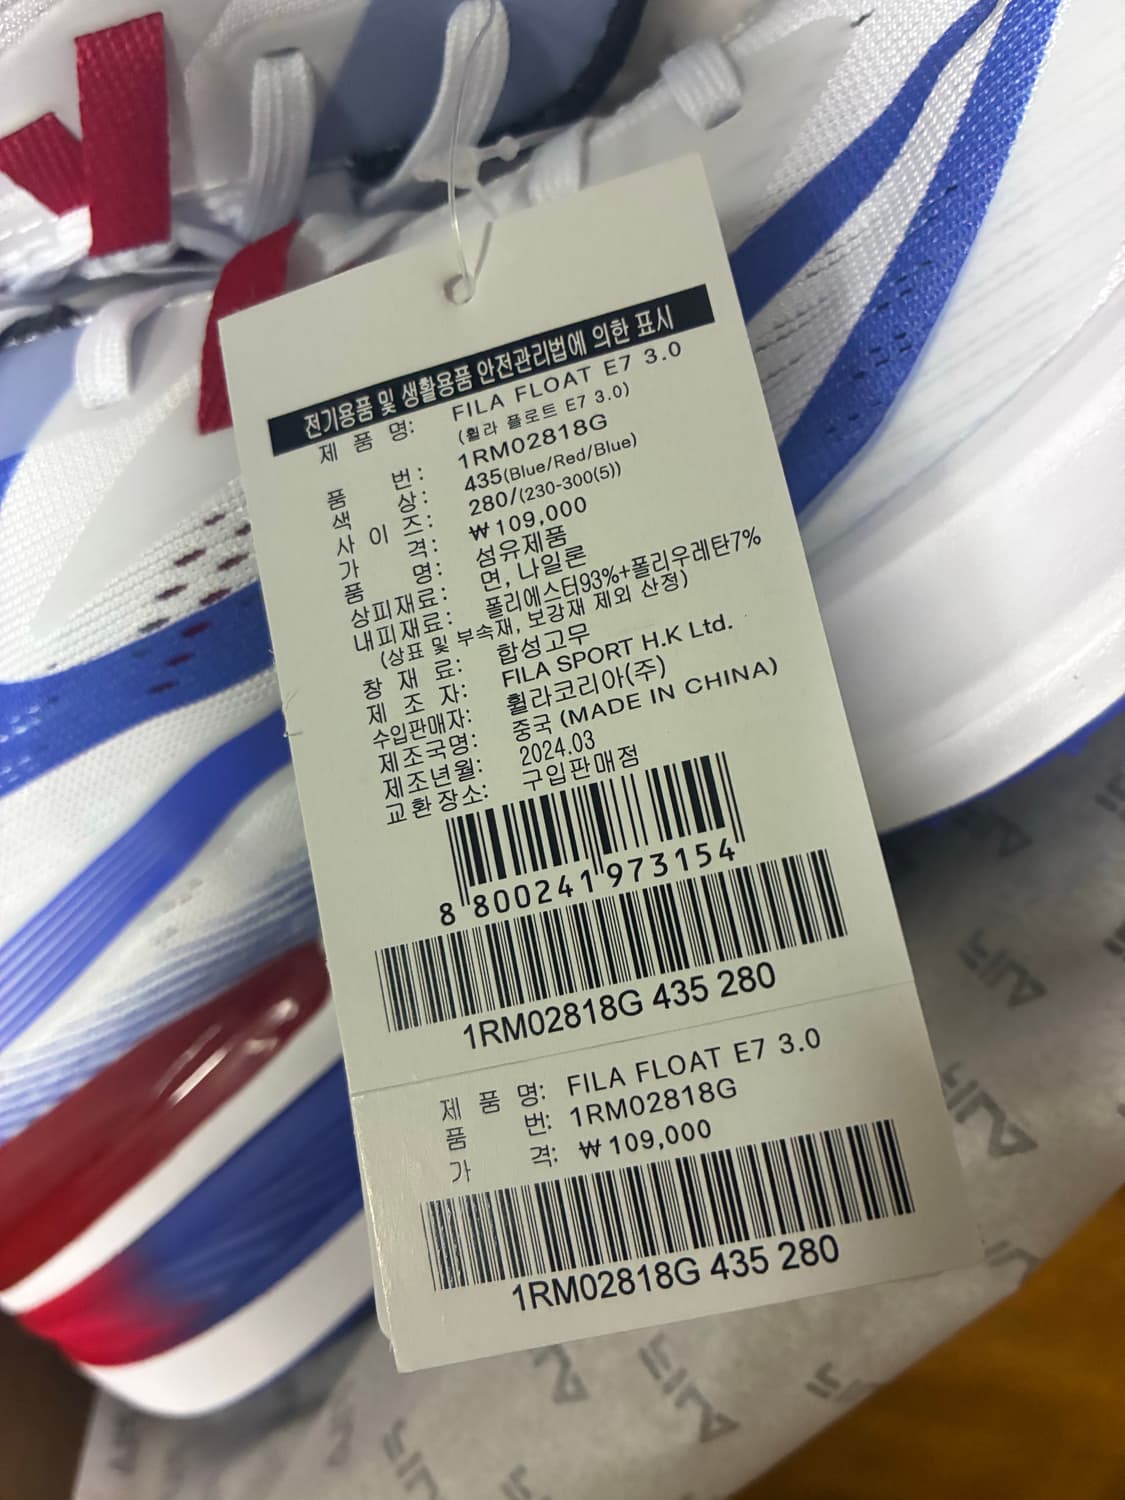 전기용품 및 생활용품 안전관리법에 의한 표시
제 품 명: FILA FLOAT E7 3.0
(휠라 플로트 E7 3.0)
품 번: 1RM02818G
색 상: 435(Blue/Red/Blue)
사 이 즈: 280/(230-300(5))
가 격: ₩109,000
품 명: 섬유제품
상피재료: 면, 나일론
내피재료: 폴리에스터93%+폴리우레탄7%
(상표 및 부속재, 보강재 제외 산정)
창 재 료: 합성고무
제 조 자: FILA SPORT H.K Ltd.
수입판매자: 휠라코리아(주)
제조국명: 중국 (MADE IN CHINA)
제조년월: 2024.03
교환장소: 구입판매점
8 800241 973154
1RM02818G 435 280
제 품 명: FILA FLOAT E7 3.0
품 번: 1RM02818G
가 격: ₩109,000
1RM02818G 435 280